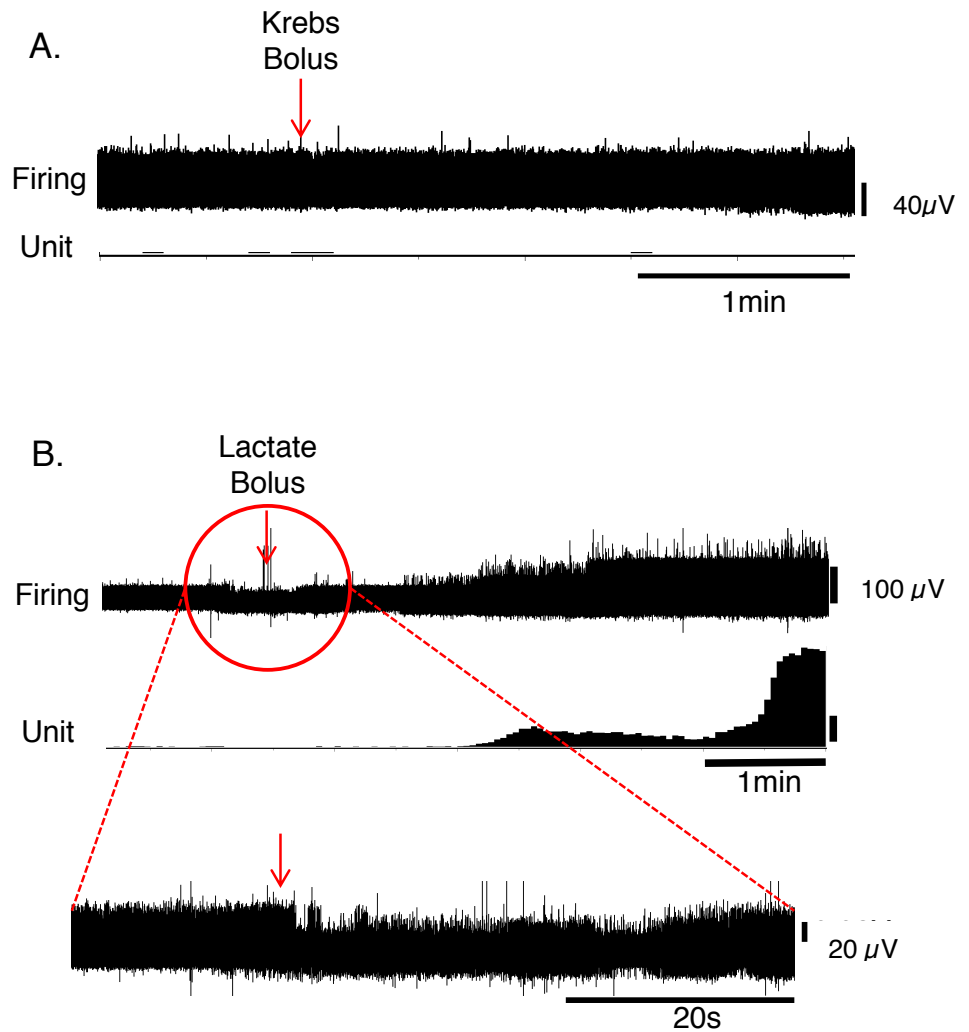 A.
Krebs
Bolus
Firing
40µV
Unit
1min
B.
Lactate
Bolus
Firing
100 µV
Unit
1min
20 µV
20s